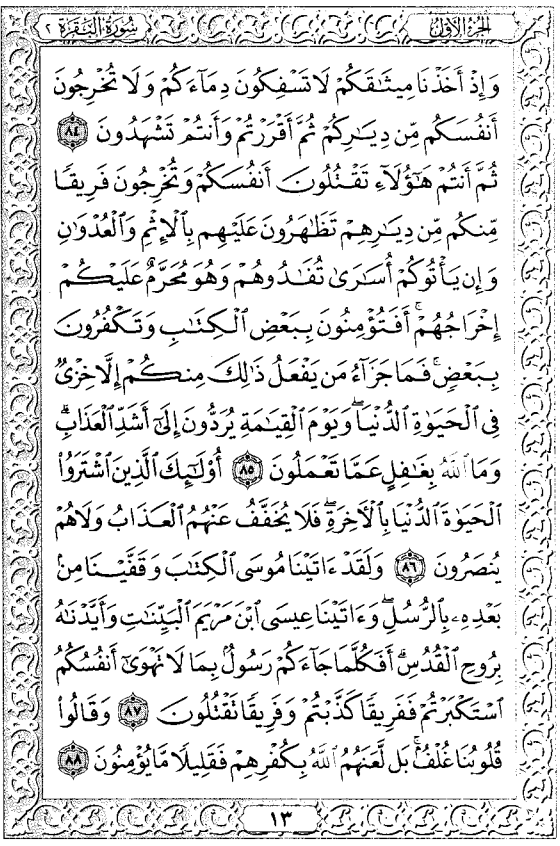 الجزء الأول
سورة البقرة ٢
وَإِذْ أَخَذْنَا مِيثَٰقَكُمْ لَا تَسْفِكُونَ دِمَآءَكُمْ وَلَا تُخْرِجُونَ
أَنفُسَكُم مِّن دِيَٰرِكُمْ ثُمَّ أَقْرَرْتُمْ وَأَنتُمْ تَشْهَدُونَ ٨٤
ثُمَّ أَنتُمْ هَٰٓؤُلَآءِ تَقْتُلُونَ أَنفُسَكُمْ وَتُخْرِجُونَ فَرِيقًا
مِّنكُم مِّن دِيَٰرِهِمْ تَظَٰهَرُونَ عَلَيْهِم بِٱلْإِثْمِ وَٱلْعُدْوَٰنِ
وَإِن يَأْتُوكُمْ أُسَٰرَىٰ تُفَٰدُوهُمْ وَهُوَ مُحَرَّمٌ عَلَيْكُمْ
إِخْرَاجُهُمْ ۚ أَفَتُؤْمِنُونَ بِبَعْضِ ٱلْكِتَٰبِ وَتَكْفُرُونَ
بِبَعْضٍ ۚ فَمَا جَزَآءُ مَن يَفْعَلُ ذَٰلِكَ مِنكُمْ إِلَّا خِزْىٌ
فِى ٱلْحَيَوٰةِ ٱلدُّنْيَا ۖ وَيَوْمَ ٱلْقِيَٰمَةِ يُرَدُّونَ إِلَىٰٓ أَشَدِّ ٱلْعَذَابِ ۗ
وَمَا ٱللَّهُ بِغَٰفِلٍ عَمَّا تَعْمَلُونَ ٨٥ أُو۟لَٰٓئِكَ ٱلَّذِينَ ٱشْتَرَوُا۟
ٱلْحَيَوٰةَ ٱلدُّنْيَا بِٱلْآخِرَةِ ۖ فَلَا يُخَفَّفُ عَنْهُمُ ٱلْعَذَابُ وَلَا هُمْ
يُنصَرُونَ ٨٦ وَلَقَدْ ءَاتَيْنَا مُوسَى ٱلْكِتَٰبَ وَقَفَّيْنَا مِنۢ
بَعْدِهِۦ بِٱلرُّسُلِ ۖ وَءَاتَيْنَا عِيسَى ٱبْنَ مَرْيَمَ ٱلْبَيِّنَٰتِ وَأَيَّدْنَٰهُ
بِرُوحِ ٱلْقُدُسِ ۗ أَفَكُلَّمَا جَآءَكُمْ رَسُولٌۢ بِمَا لَا تَهْوَىٰٓ أَنفُسُكُمُ
ٱسْتَكْبَرْتُمْ فَفَرِيقًا كَذَّبْتُمْ وَفَرِيقًا تَقْتُلُونَ ٨٧ وَقَالُوا۟
قُلُوبُنَا غُلْفٌۢ ۚ بَل لَّعَنَهُمُ ٱللَّهُ بِكُفْرِهِمْ فَقَلِيلًا مَّا يُؤْمِنُونَ ٨٨
١٣